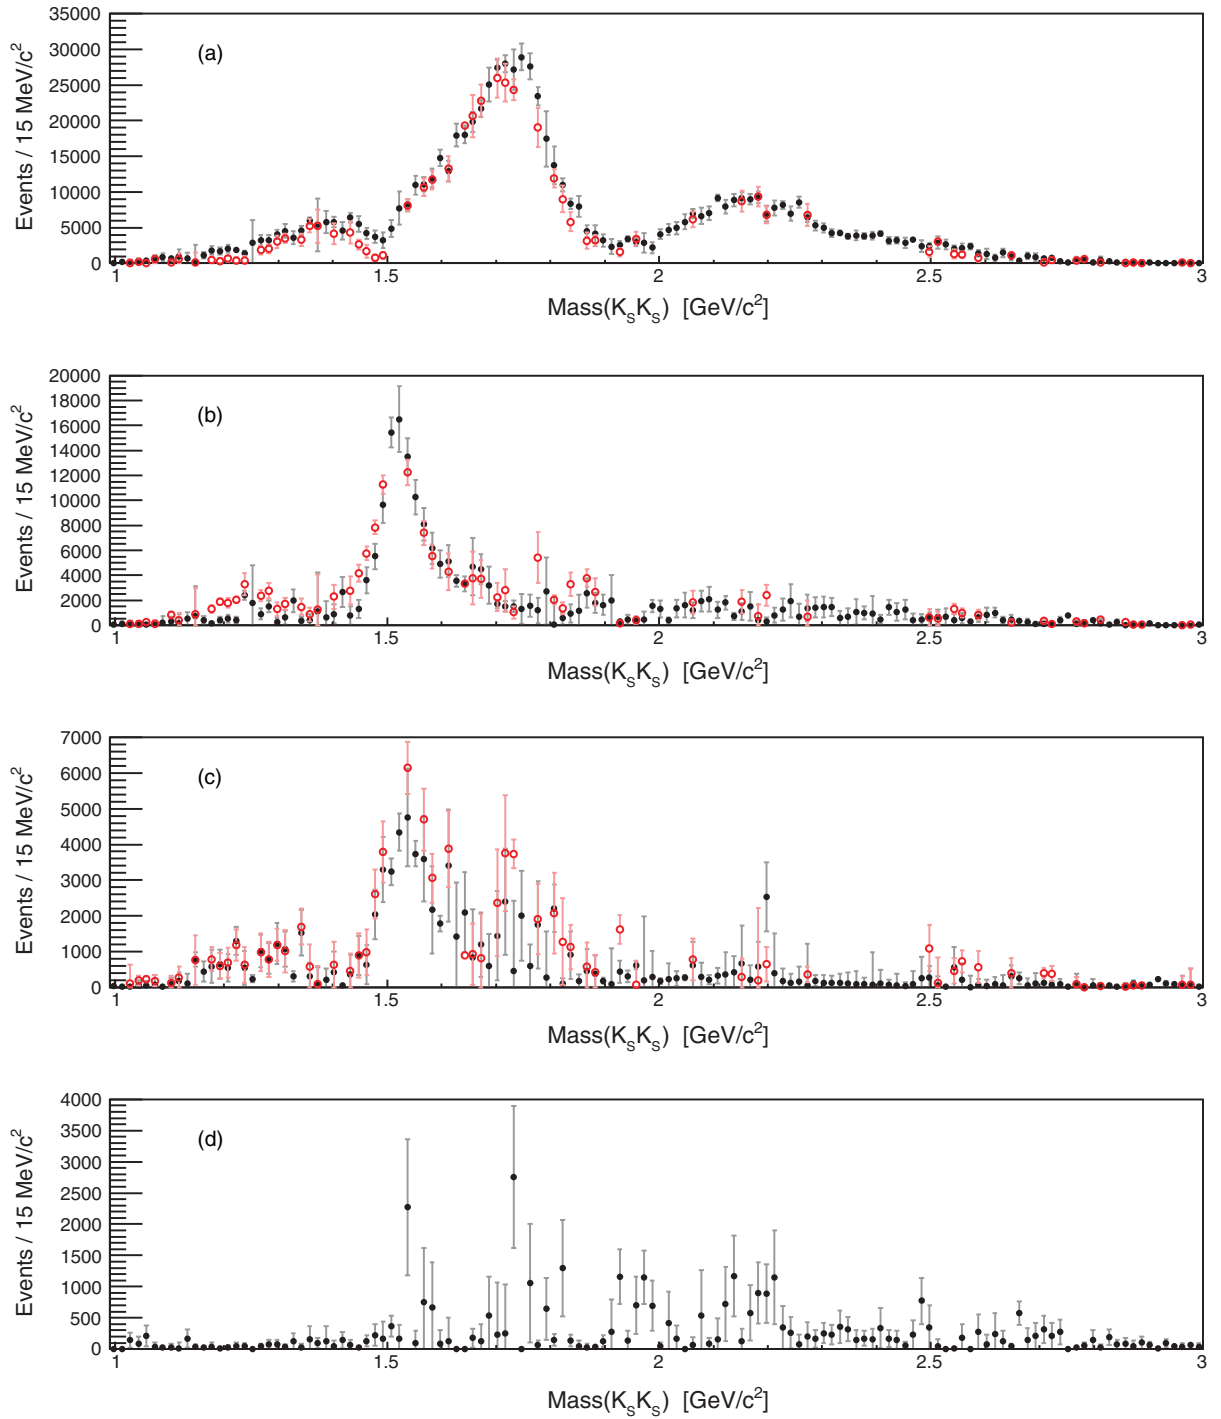 35000
30000
25000
20000
15000
10000
5000
0
Events / 15 MeV/c²
(a)
1 1.5 2 2.5 3
Mass(KₛKₛ) [GeV/c²]
20000
18000
16000
14000
12000
10000
8000
6000
4000
2000
0
Events / 15 MeV/c²
(b)
1 1.5 2 2.5 3
Mass(KₛKₛ) [GeV/c²]
7000
6000
5000
4000
3000
2000
1000
0
Events / 15 MeV/c²
(c)
1 1.5 2 2.5 3
Mass(KₛKₛ) [GeV/c²]
4000
3500
3000
2500
2000
1500
1000
500
0
Events / 15 MeV/c²
(d)
1 1.5 2 2.5 3
Mass(KₛKₛ) [GeV/c²]